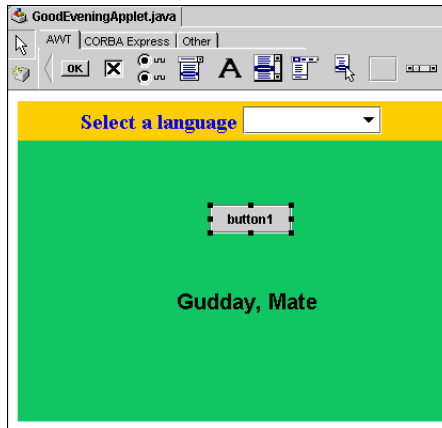 GoodEveningApplet.java
AWT CORBA Express Other
OK A
Select a language
button1
Gudday, Mate